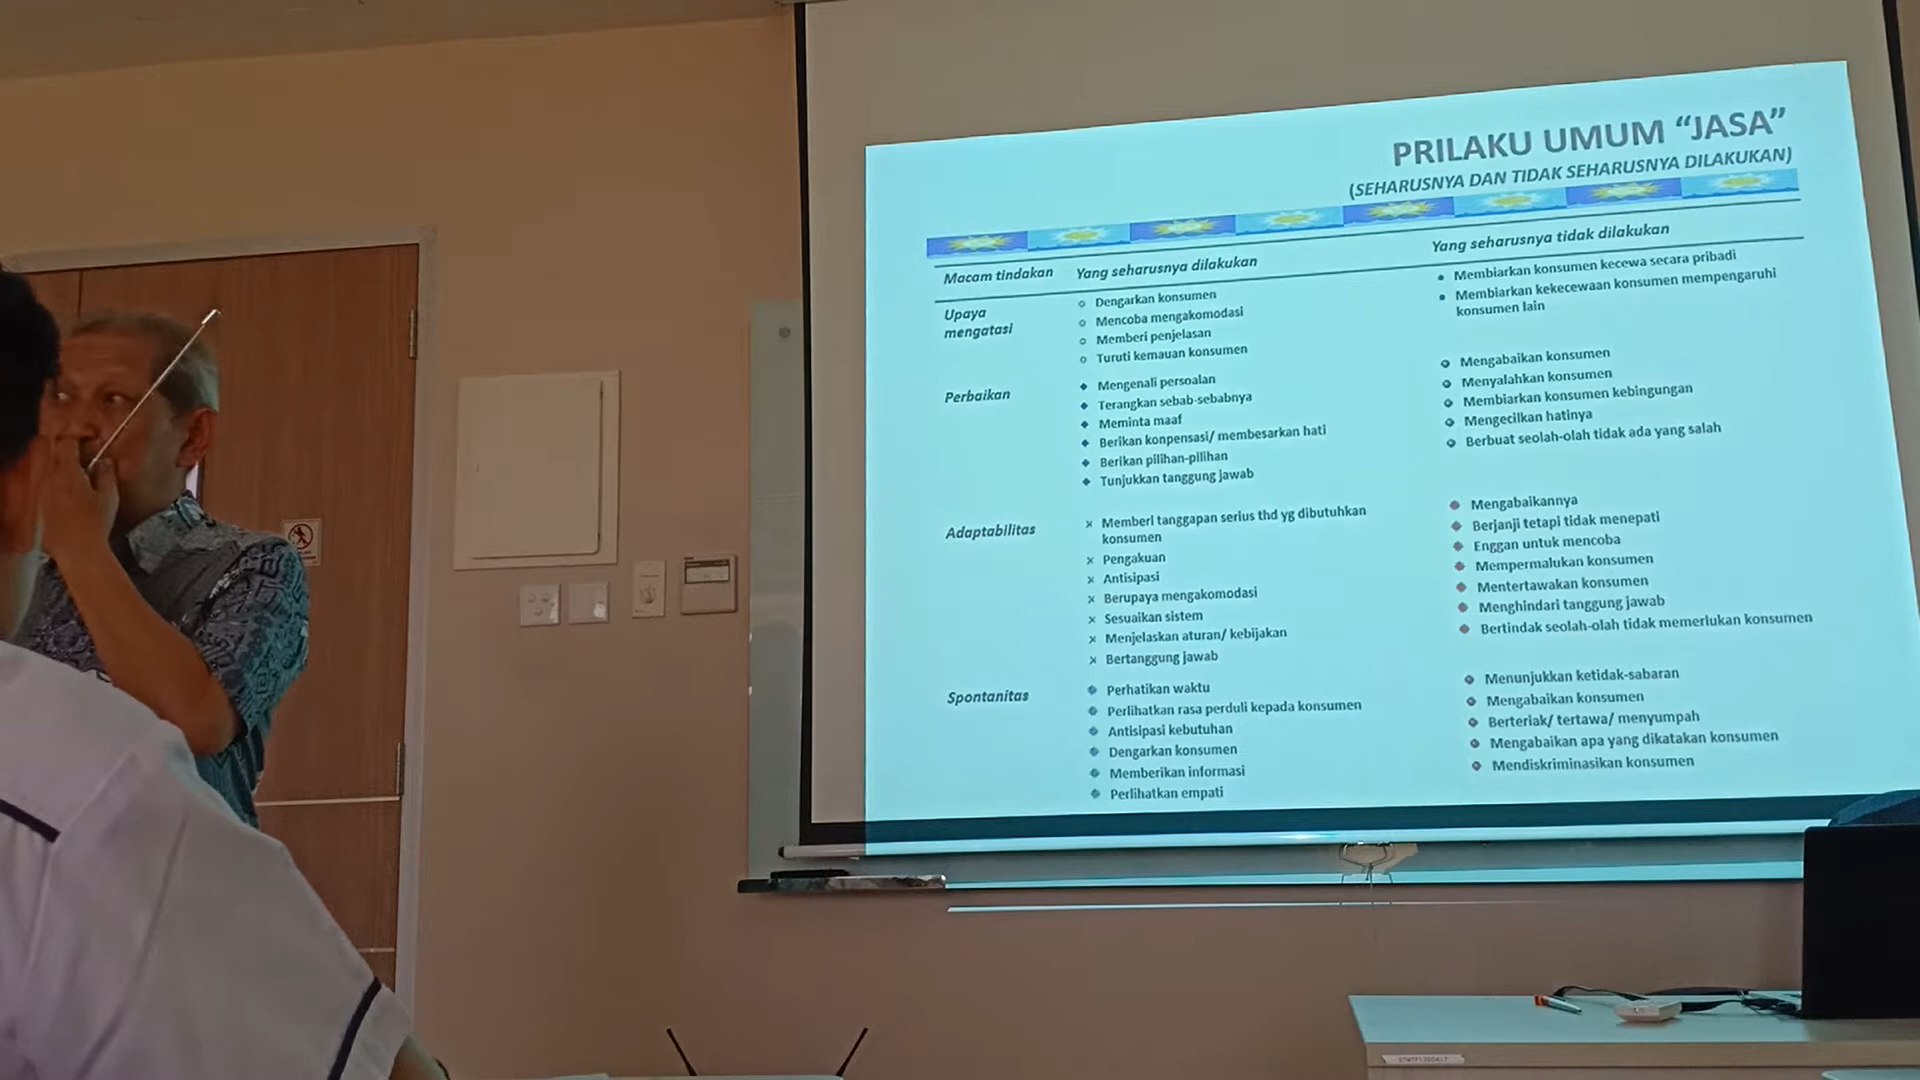 PRILAKU UMUM “JASA”
(SEHARUSNYA DAN TIDAK SEHARUSNYA DILAKUKAN)
Macam tindakan
Yang seharusnya dilakukan
Yang seharusnya tidak dilakukan
Upaya
mengatasi
Dengarkan konsumen
Mencoba mengakomodasi
Memberi penjelasan
Turuti kemauan konsumen
Membiarkan konsumen kecewa secara pribadi
Membiarkan kekecewaan konsumen mempengaruhi
konsumen lain
Perbaikan
Mengenali persoalan
Terangkan sebab-sebabnya
Meminta maaf
Berikan konpensasi/ membesarkan hati
Berikan pilihan-pilihan
Tunjukkan tanggung jawab
Mengabaikan konsumen
Menyalahkan konsumen
Membiarkan konsumen kebingungan
Mengecilkan hatinya
Berbuat seolah-olah tidak ada yang salah
Adaptabilitas
Memberi tanggapan serius thd yg dibutuhkan
konsumen
Pengakuan
Antisipasi
Berupaya mengakomodasi
Sesuaikan sistem
Menjelaskan aturan/ kebijakan
Bertanggung jawab
Mengabaikannya
Berjanji tetapi tidak menepati
Enggan untuk mencoba
Mempermalukan konsumen
Mentertawakan konsumen
Menghindari tanggung jawab
Bertindak seolah-olah tidak memerlukan konsumen
Spontanitas
Perhatikan waktu
Perlihatkan rasa perduli kepada konsumen
Antisipasi kebutuhan
Dengarkan konsumen
Memberikan informasi
Perlihatkan empati
Menunjukkan ketidak-sabaran
Mengabaikan konsumen
Berteriak/ tertawa/ menyumpah
Mengabaikan apa yang dikatakan konsumen
Mendiskriminasikan konsumen